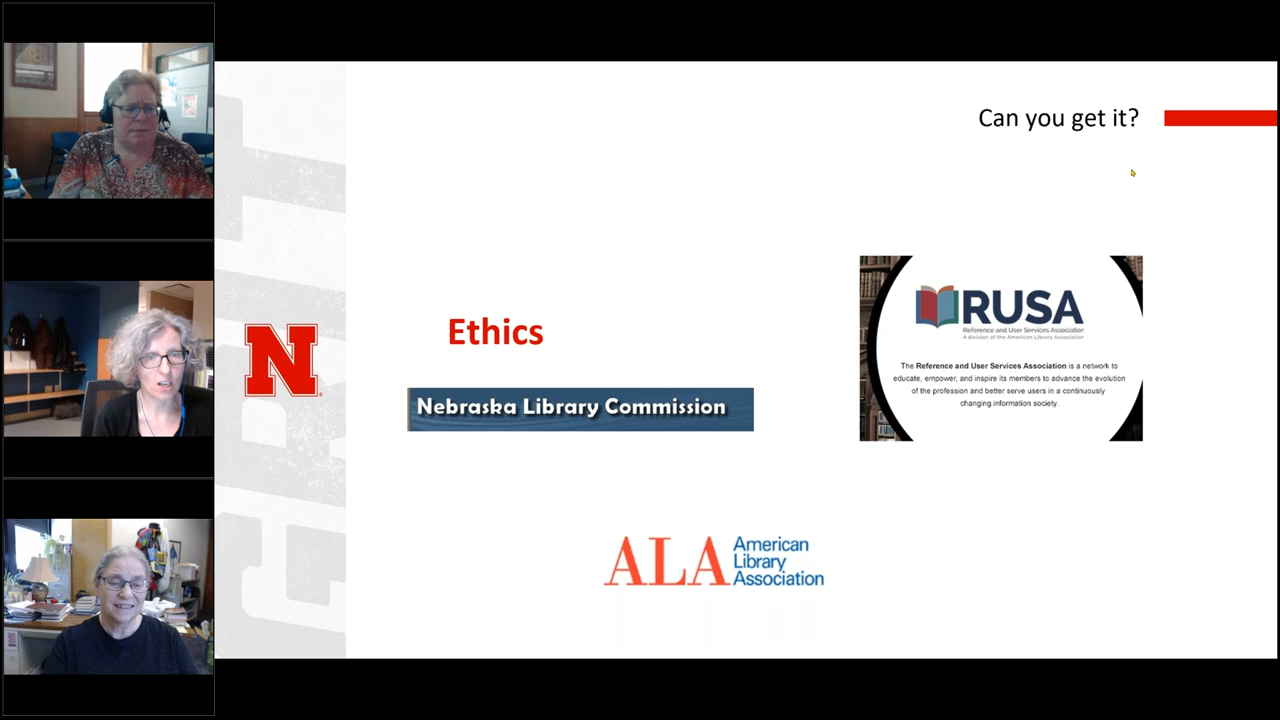 Can you get it?
GRIT
N
Ethics
Nebraska Library Commission
RUSA
Reference and User Services Association
A division of the American Library Association
The Reference and User Services Association is a network to
educate, empower, and inspire its members to advance the evolution
of the profession and better serve users in a continuously
changing information society.
ALA American
Library
Association